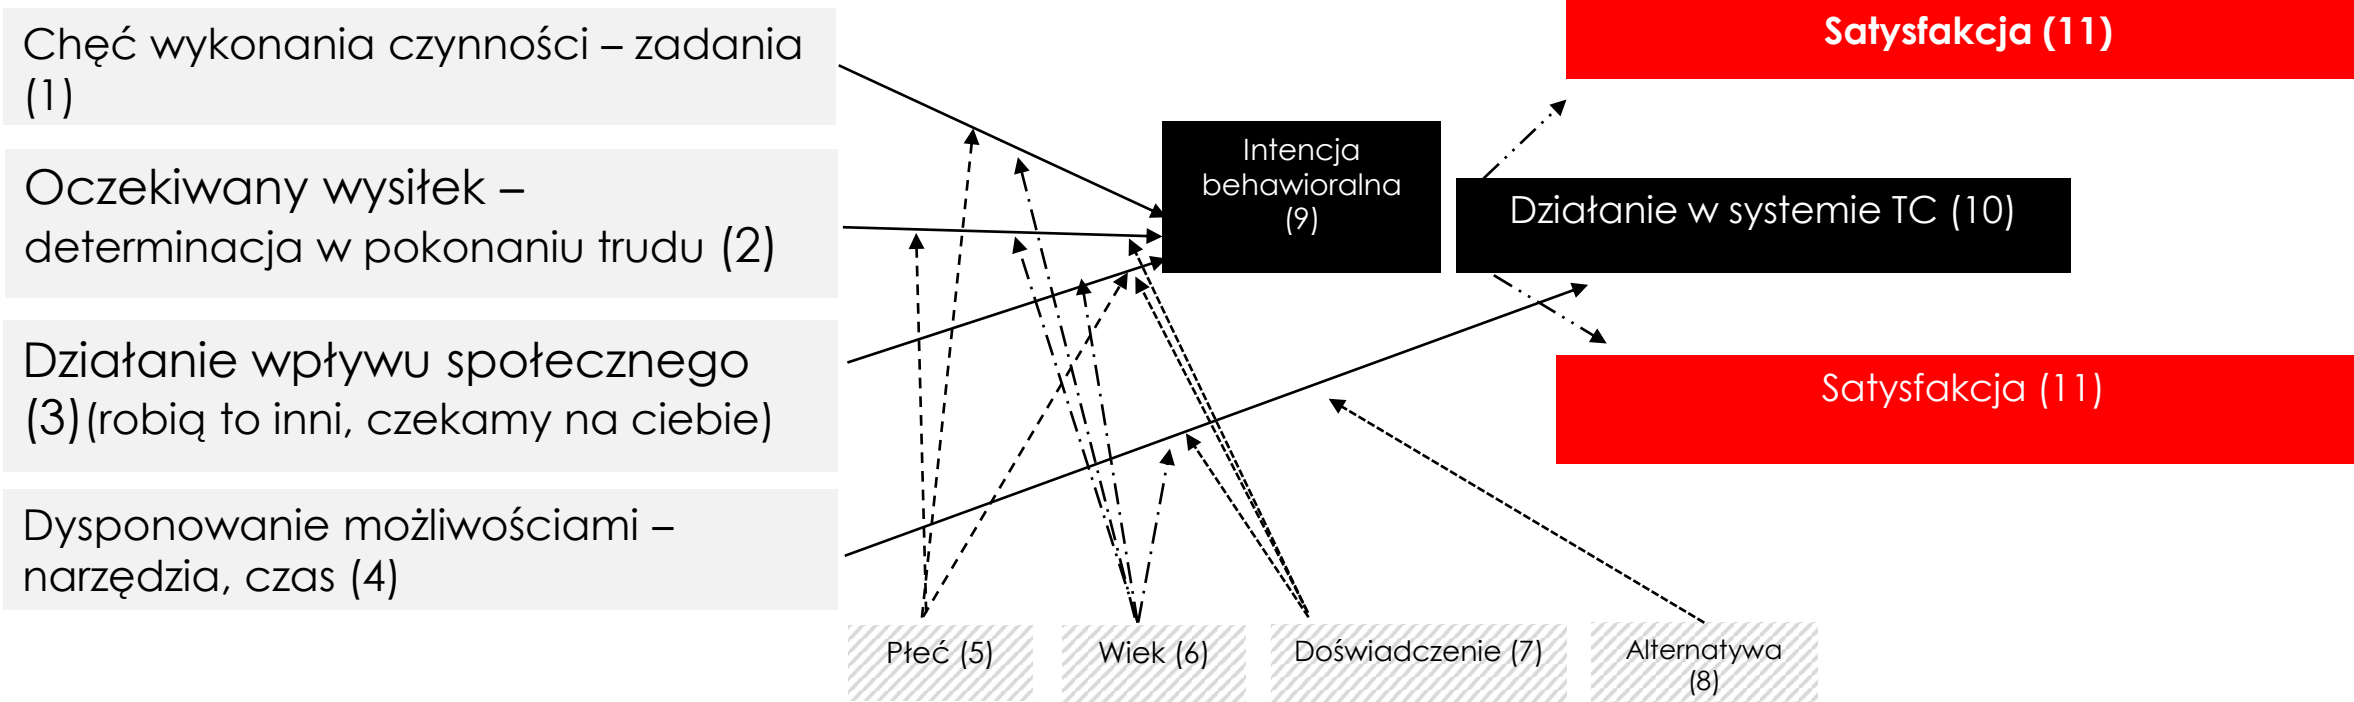 Chęć wykonania czynności – zadania
(1)
Oczekiwany wysiłek –
determinacja w pokonaniu trudu (2)
Działanie wpływu społecznego
(3)(robią to inni, czekamy na ciebie)
Dysponowanie możliwościami –
narzędzia, czas (4)
Intencja
behawioralna
(9)
Satysfakcja (11)
Działanie w systemie TC (10)
Satysfakcja (11)
Płeć (5)
Wiek (6)
Doświadczenie (7)
Alternatywa
(8)